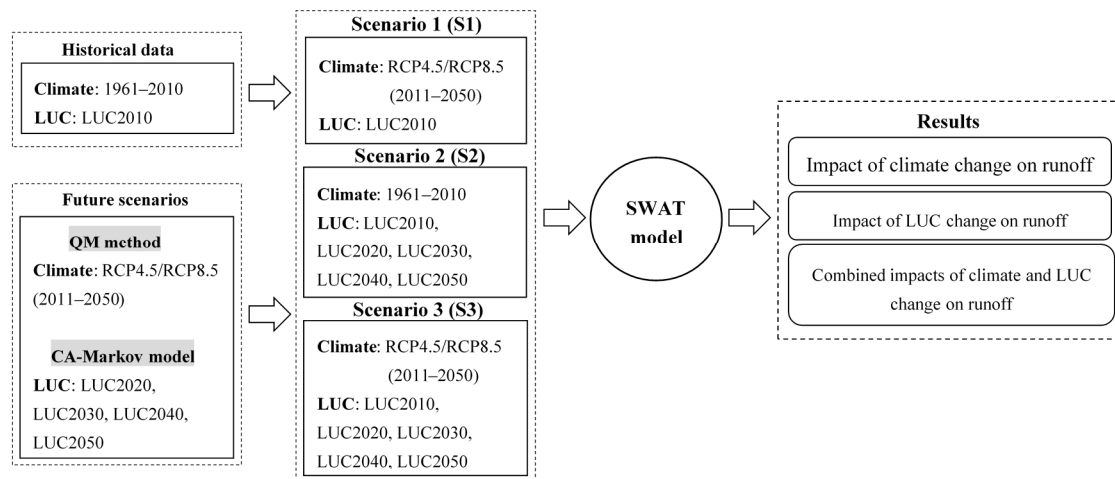 Historical data
Climate: 1961–2010
LUC: LUC2010
Future scenarios
QM method
Climate: RCP4.5/RCP8.5
(2011–2050)
CA-Markov model
LUC: LUC2020,
LUC2030, LUC2040,
LUC2050
Scenario 1 (S1)
Climate: RCP4.5/RCP8.5
(2011–2050)
LUC: LUC2010
Scenario 2 (S2)
Climate: 1961–2010
LUC: LUC2010,
LUC2020, LUC2030,
LUC2040, LUC2050
Scenario 3 (S3)
Climate: RCP4.5/RCP8.5
(2011–2050)
LUC: LUC2010,
LUC2020, LUC2030,
LUC2040, LUC2050
SWAT
model
Results
Impact of climate change on runoff
Impact of LUC change on runoff
Combined impacts of climate and LUC
change on runoff